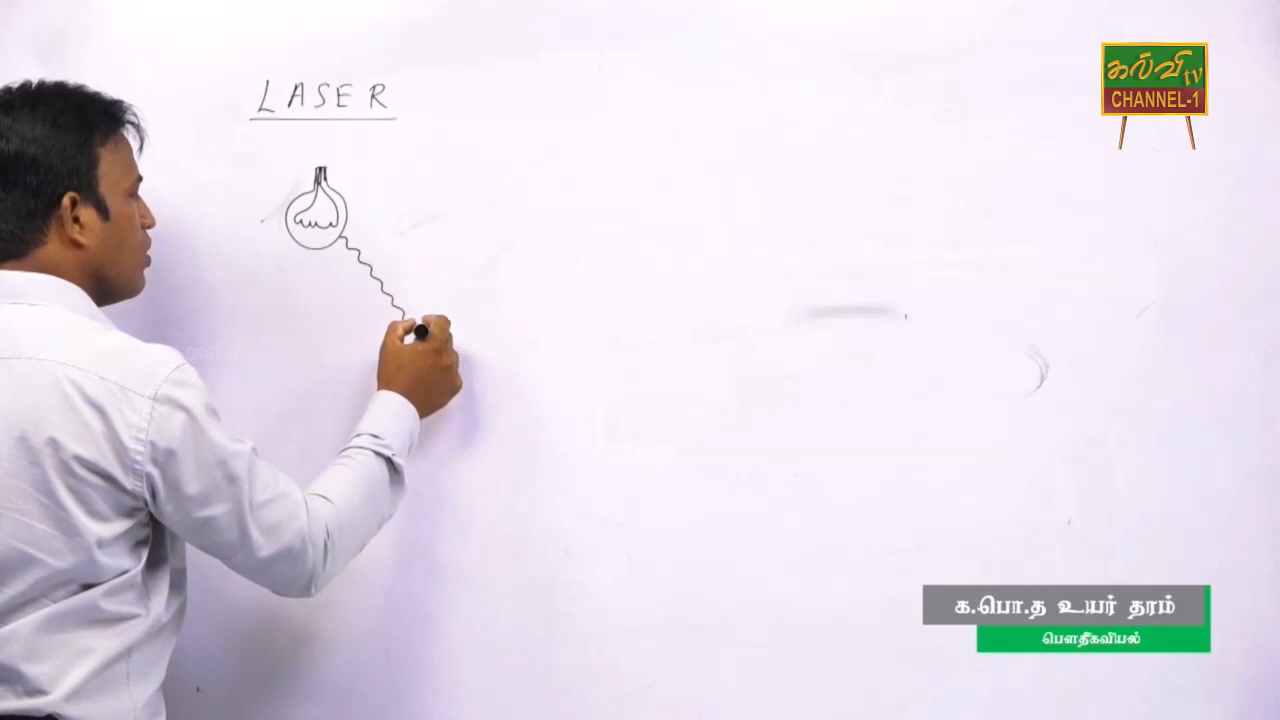 LASER
கல்வி tv
CHANNEL-1
க.பொ.த உயர் தரம்
பௌதீகவியல்